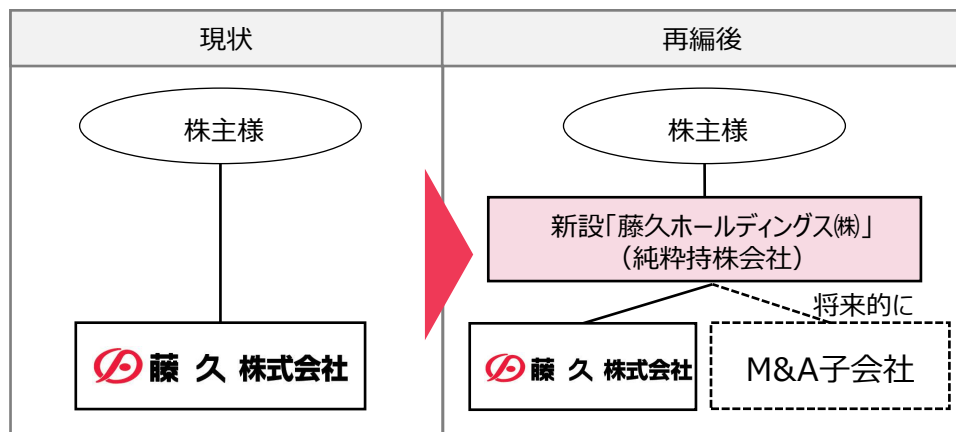 現状
再編後
株主様
藤久 株式会社
株主様
新設「藤久ホールディングス㈱」
（純粋持株会社）
将来的に
藤久 株式会社
M&A子会社